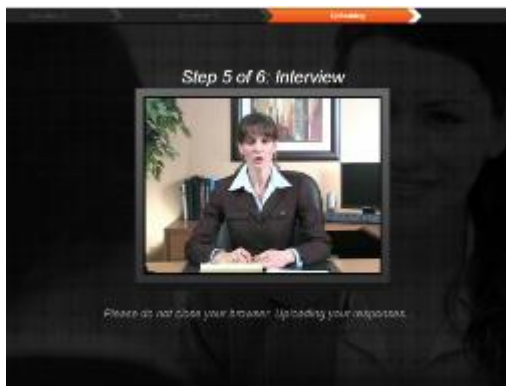 Uploading
Step 5 of 6: Interview
Please do not close your browser. Uploading your responses.